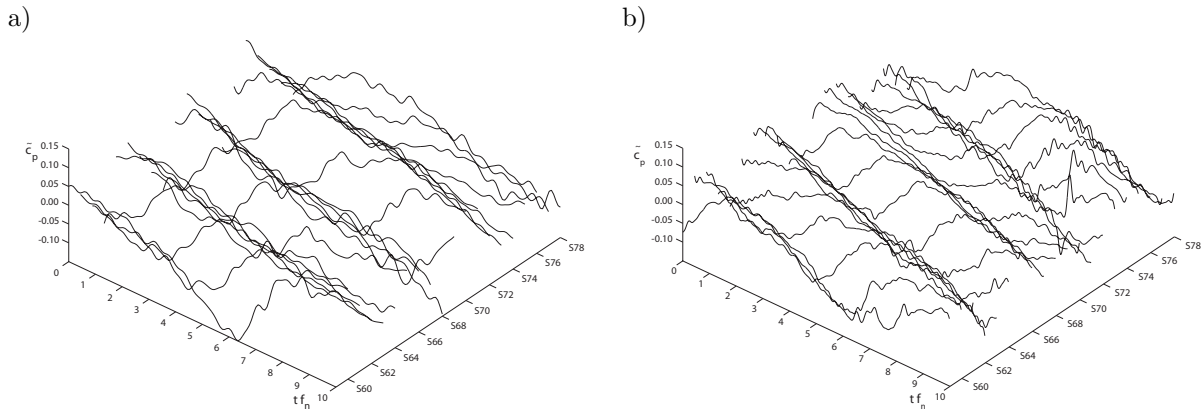 a)
b)
c̃p
0.15
0.10
0.05
0.00
-0.05
-0.10
0
1
2
3
4
5
6
7
8
9
10
t fn
S60
S62
S64
S66
S68
S70
S72
S74
S76
S78
c̃p
0.15
0.10
0.05
0.00
-0.05
-0.10
0
1
2
3
4
5
6
7
8
9
10
t fn
S60
S62
S64
S66
S68
S70
S72
S74
S76
S78